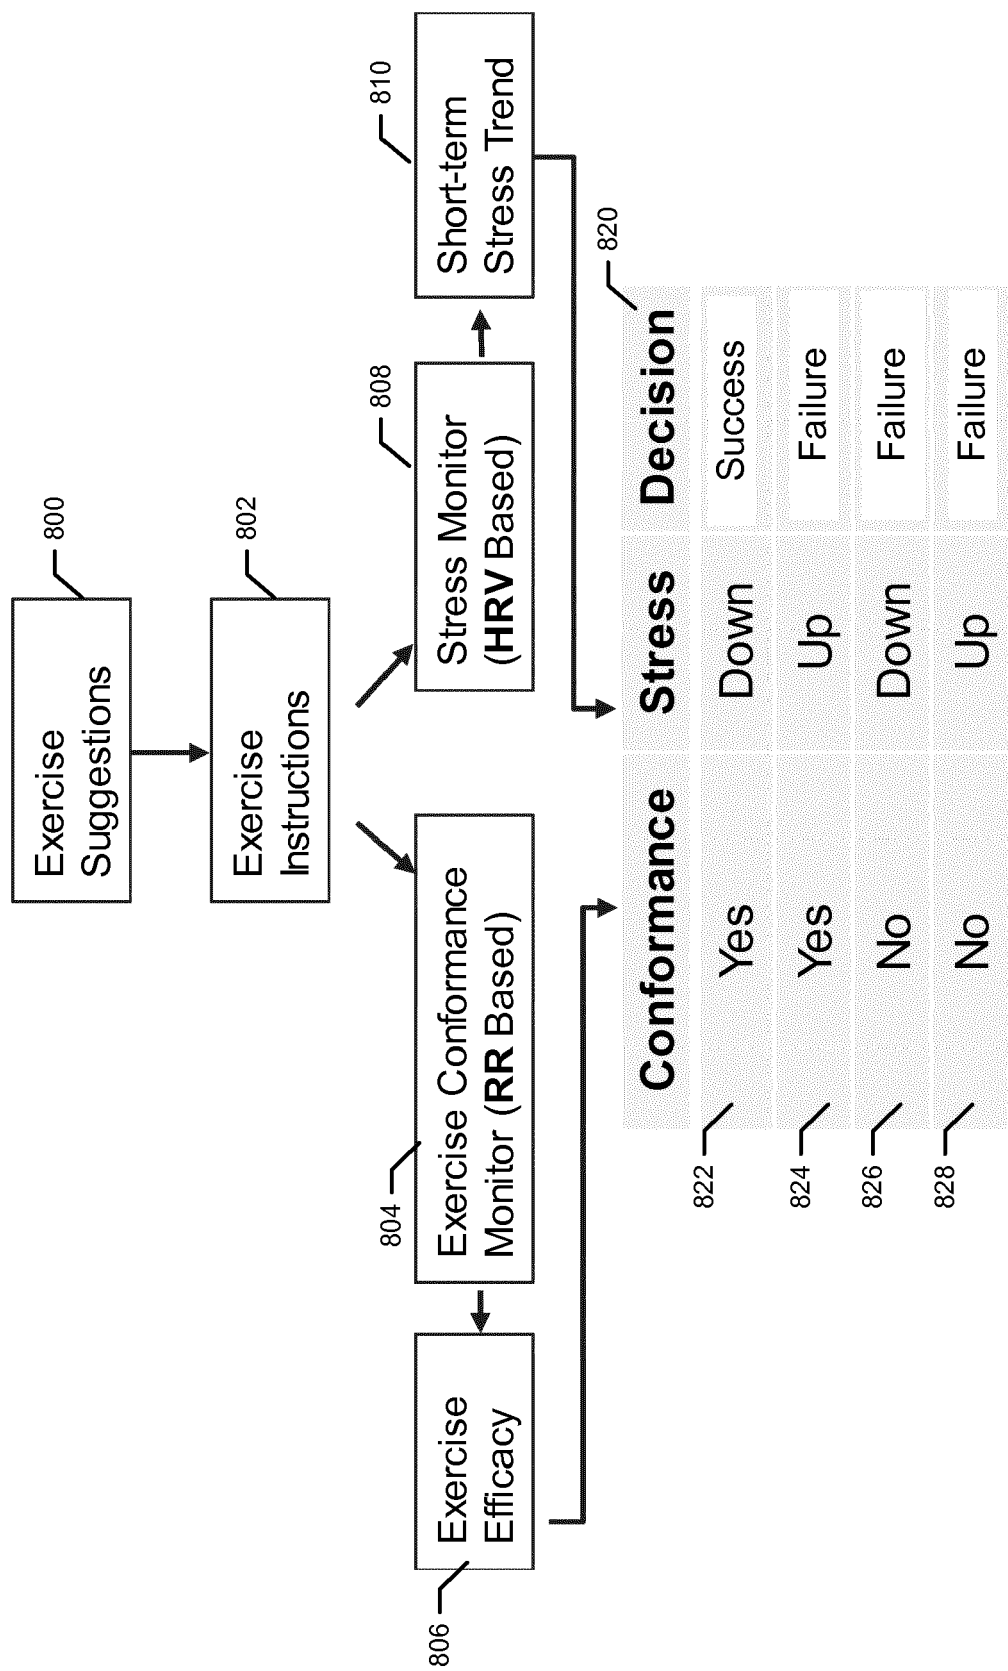 Exercise
Suggestions
800
Exercise
Instructions
802
806
Exercise
Efficacy
804
Exercise Conformance
Monitor (RR Based)
808
Stress Monitor
(HRV Based)
810
Short-term
Stress Trend
820
Conformance Stress Decision
822 Yes Down Success
824 Yes Up Failure
826 No Down Failure
828 No Up Failure